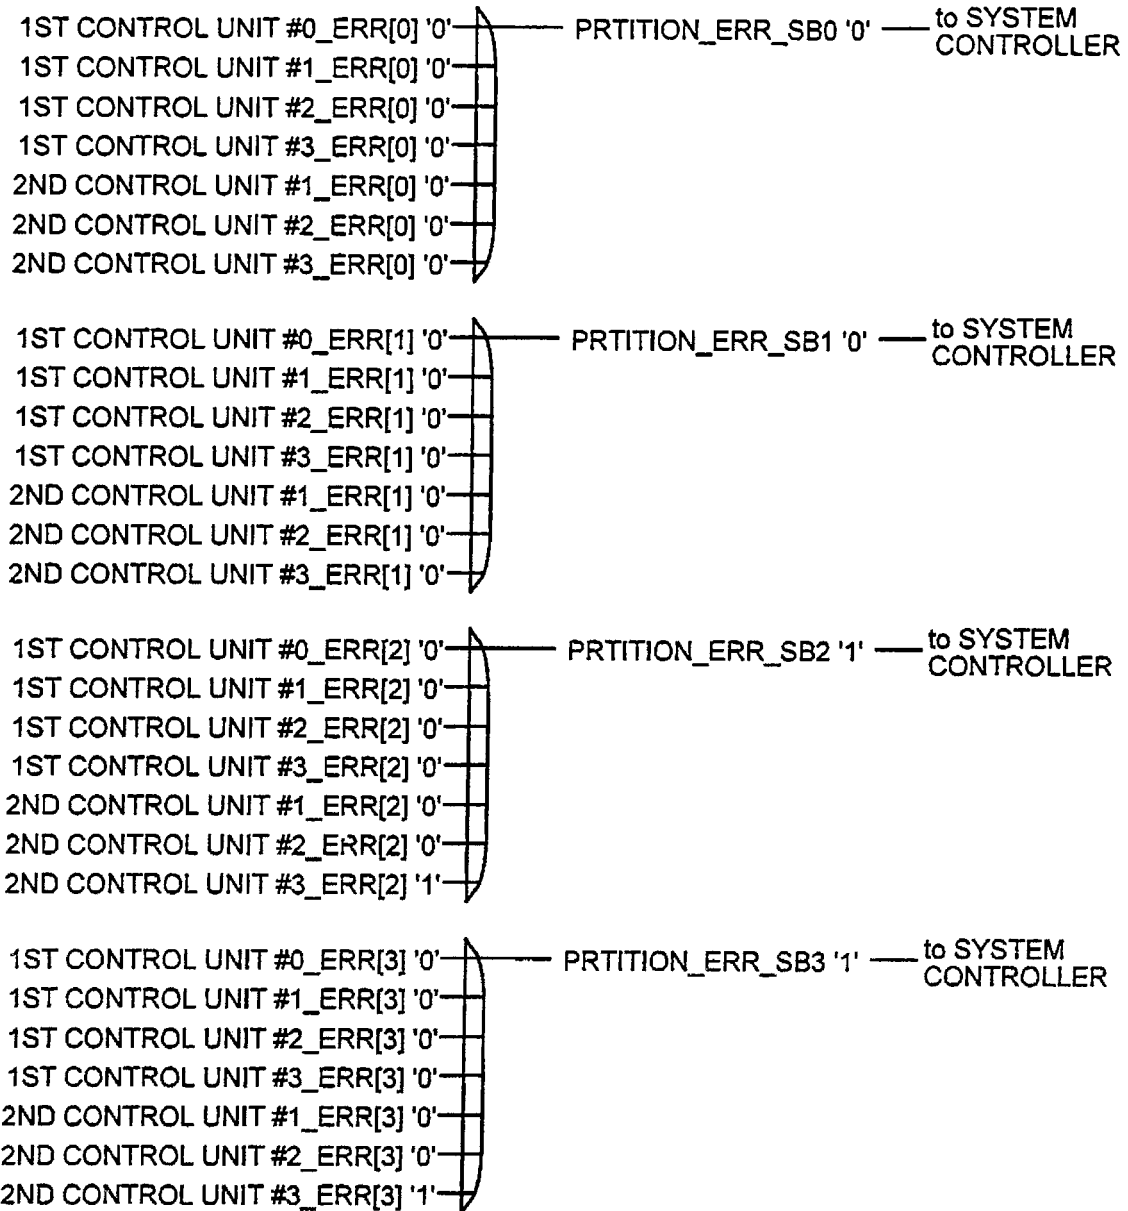 1ST CONTROL UNIT #0_ERR[0] '0' PRTITION_ERR_SB0 '0' to SYSTEM
CONTROLLER
1ST CONTROL UNIT #1_ERR[0] '0'
1ST CONTROL UNIT #2_ERR[0] '0'
1ST CONTROL UNIT #3_ERR[0] '0'
2ND CONTROL UNIT #1_ERR[0] '0'
2ND CONTROL UNIT #2_ERR[0] '0'
2ND CONTROL UNIT #3_ERR[0] '0'
1ST CONTROL UNIT #0_ERR[1] '0' PRTITION_ERR_SB1 '0' to SYSTEM
CONTROLLER
1ST CONTROL UNIT #1_ERR[1] '0'
1ST CONTROL UNIT #2_ERR[1] '0'
1ST CONTROL UNIT #3_ERR[1] '0'
2ND CONTROL UNIT #1_ERR[1] '0'
2ND CONTROL UNIT #2_ERR[1] '0'
2ND CONTROL UNIT #3_ERR[1] '0'
1ST CONTROL UNIT #0_ERR[2] '0' PRTITION_ERR_SB2 '1' to SYSTEM
CONTROLLER
1ST CONTROL UNIT #1_ERR[2] '0'
1ST CONTROL UNIT #2_ERR[2] '0'
1ST CONTROL UNIT #3_ERR[2] '0'
2ND CONTROL UNIT #1_ERR[2] '0'
2ND CONTROL UNIT #2_ERR[2] '0'
2ND CONTROL UNIT #3_ERR[2] '1'
1ST CONTROL UNIT #0_ERR[3] '0' PRTITION_ERR_SB3 '1' to SYSTEM
CONTROLLER
1ST CONTROL UNIT #1_ERR[3] '0'
1ST CONTROL UNIT #2_ERR[3] '0'
1ST CONTROL UNIT #3_ERR[3] '0'
2ND CONTROL UNIT #1_ERR[3] '0'
2ND CONTROL UNIT #2_ERR[3] '0'
2ND CONTROL UNIT #3_ERR[3] '1'